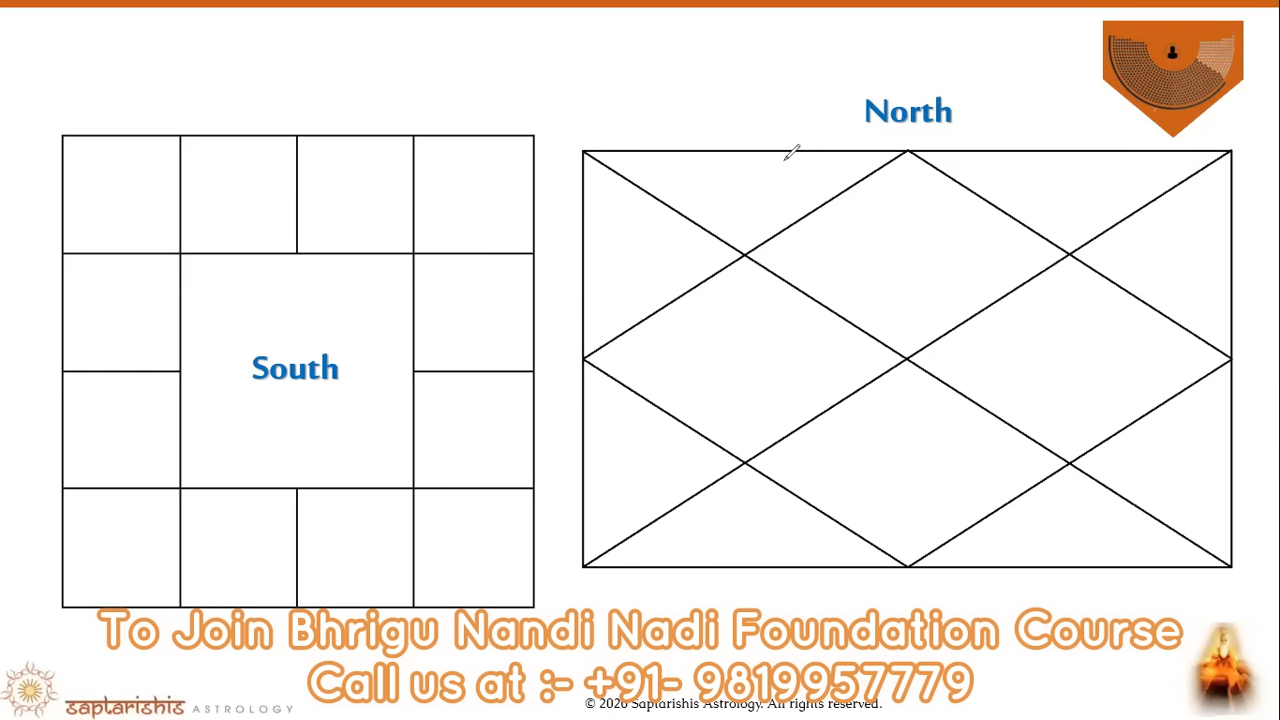 North
South
To Join Bhrigu Nandi Nadi Foundation Course
Call us at :- +91- 9819957779
saptarishis ASTROLOGY
© 2020 Saptarishis Astrology. All rights reserved.